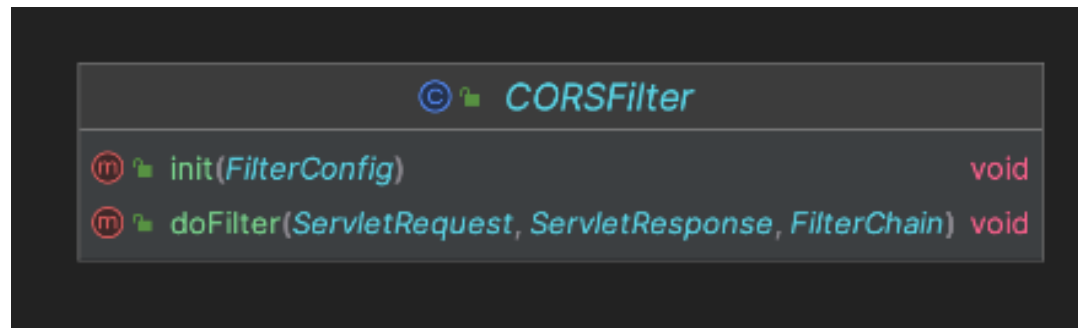 © CORSFilter
m init(FilterConfig) void
m doFilter(ServletRequest, ServletResponse, FilterChain) void